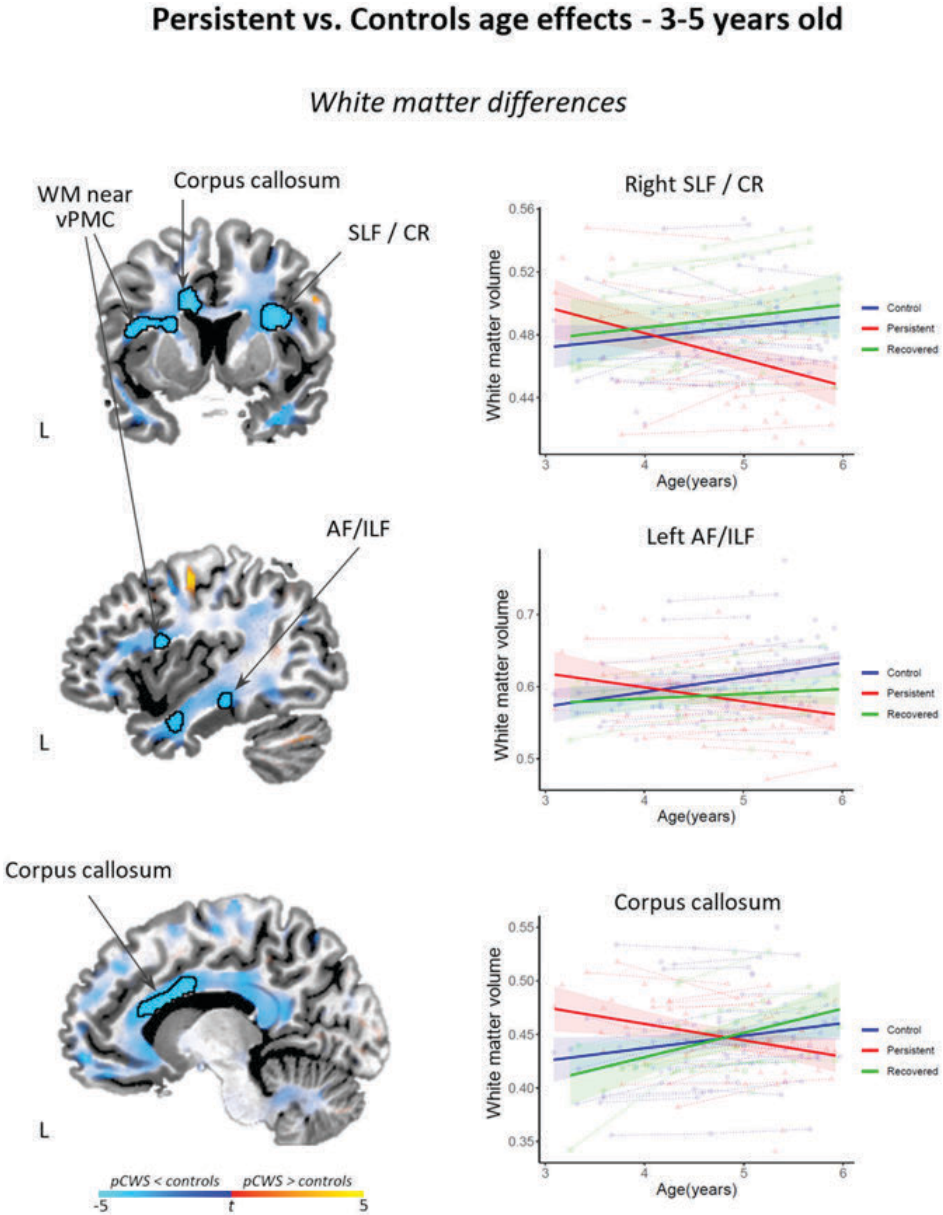 Persistent vs. Controls age effects - 3-5 years old
White matter differences
WM near
vPMC
Corpus callosum
SLF / CR
L
Right SLF / CR
White matter volume
0.56
0.52
0.48
0.44
3
4
5
6
Age(years)
Control
Persistent
Recovered
AF/ILF
L
Left AF/ILF
White matter volume
0.7
0.6
0.5
3
4
5
6
Age(years)
Control
Persistent
Recovered
Corpus callosum
L
Corpus callosum
White matter volume
0.55
0.50
0.45
0.40
0.35
3
4
5
6
Age(years)
Control
Persistent
Recovered
pCWS < controls
pCWS > controls
-5
t
5